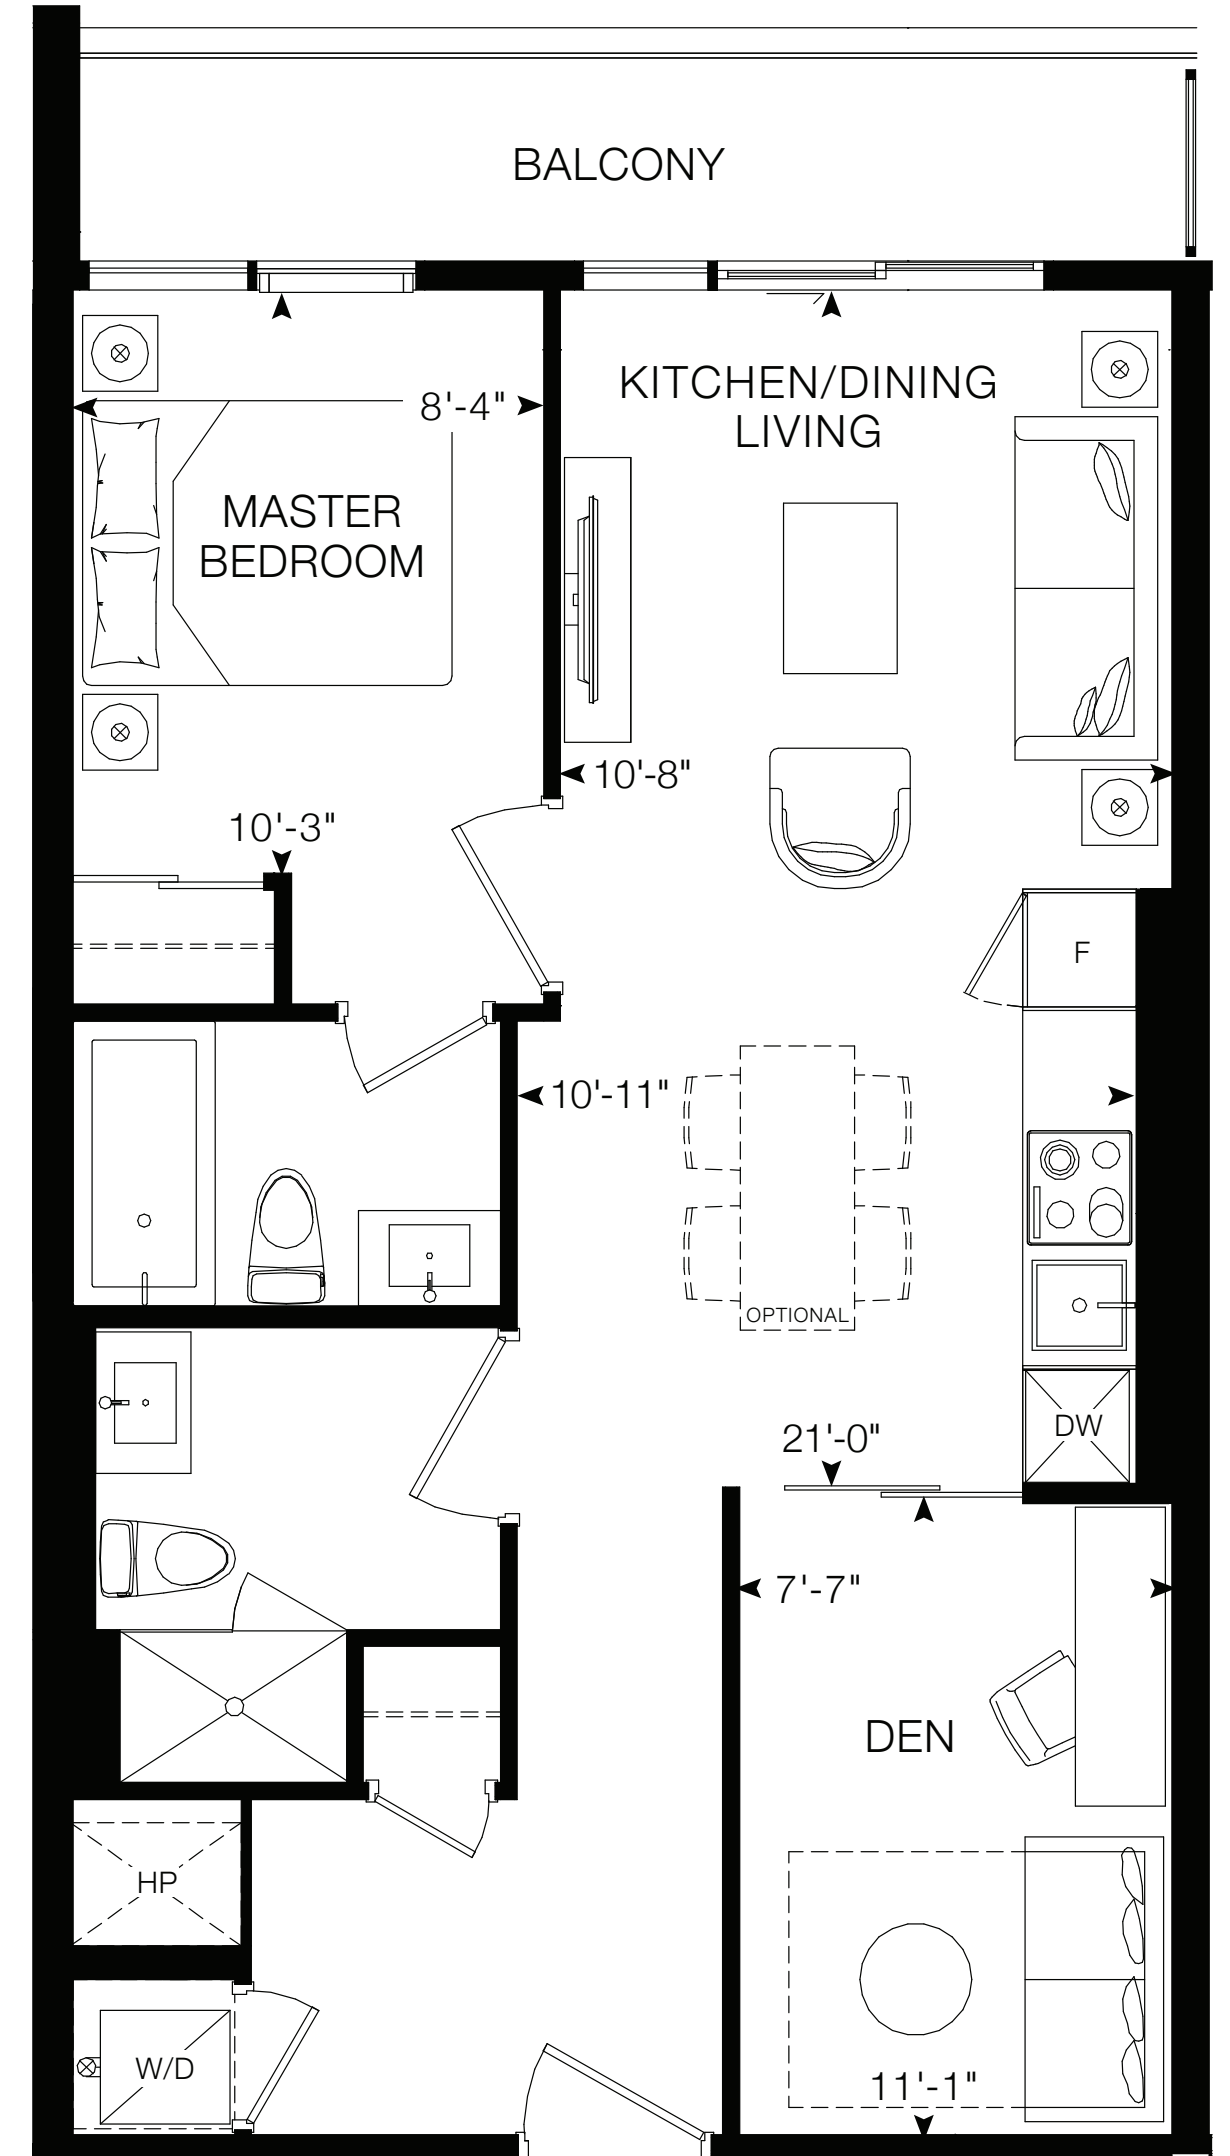 BALCONY
KITCHEN/DINING
LIVING
8'-4"
MASTER
BEDROOM
10'-8"
10'-3"
F
10'-11"
OPTIONAL
DW
21'-0"
7'-7"
DEN
HP
W/D
11'-1"